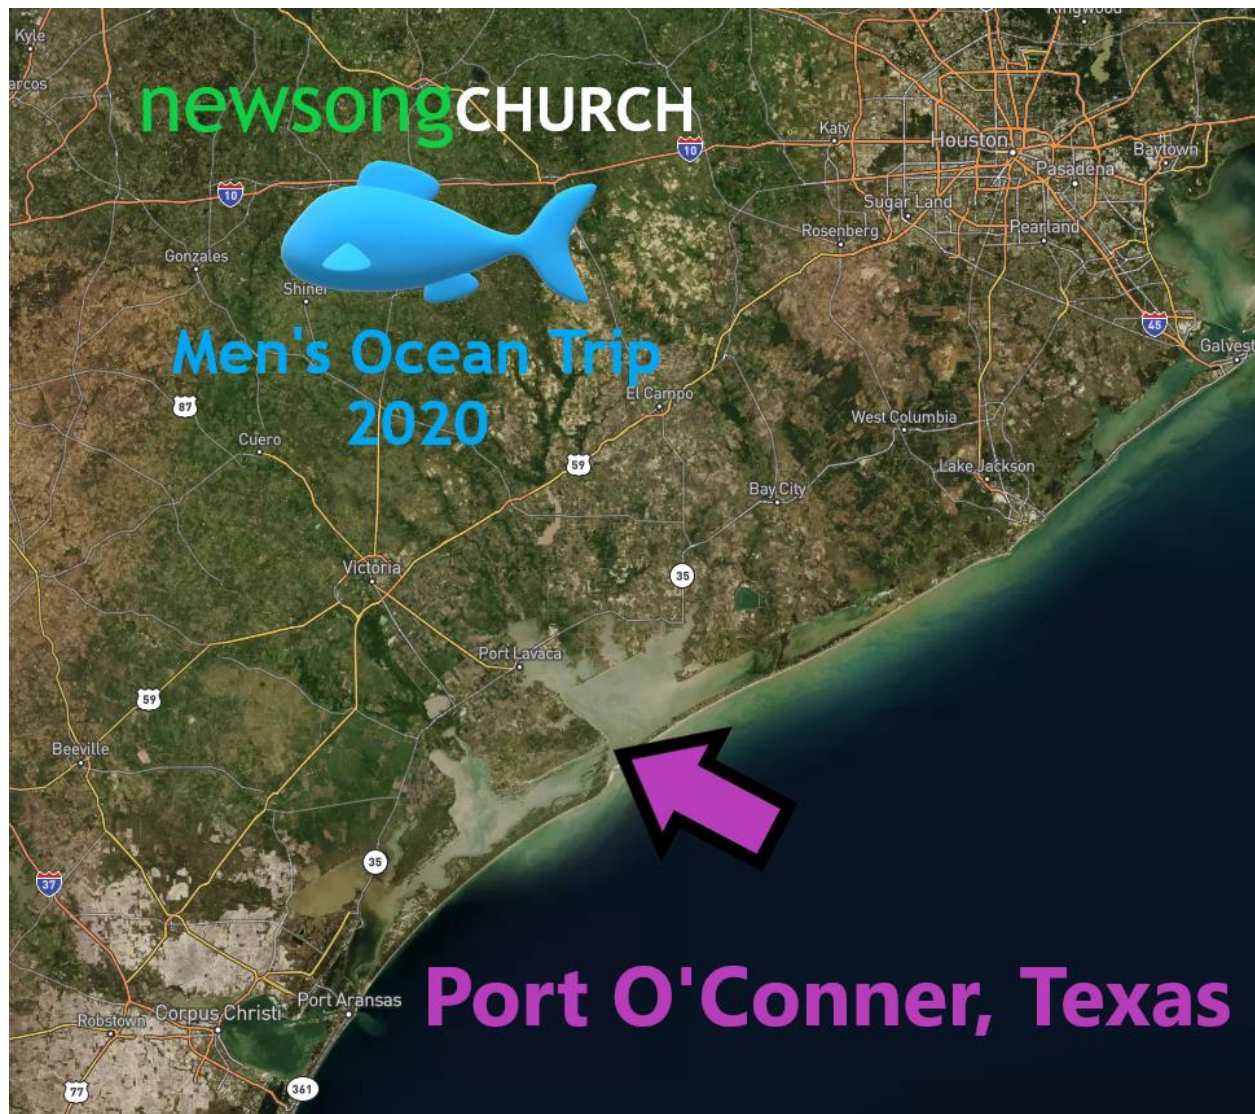 Kyle
Kingwood
arcos
newsongCHURCH
10
Katy
Houston
Baytown
10
Pasadena
Sugar Land
Rosenberg
Pearland
Gonzales
Shiner
45
Galvest
Men's Ocean Trip
2020
El Campo
87
West Columbia
Cuero
59
Lake Jackson
Bay City
Victoria
35
Port Lavaca
59
Beeville
35
37
Port O'Conner, Texas
Port Aransas
Corpus Christi
Robstown
77
361